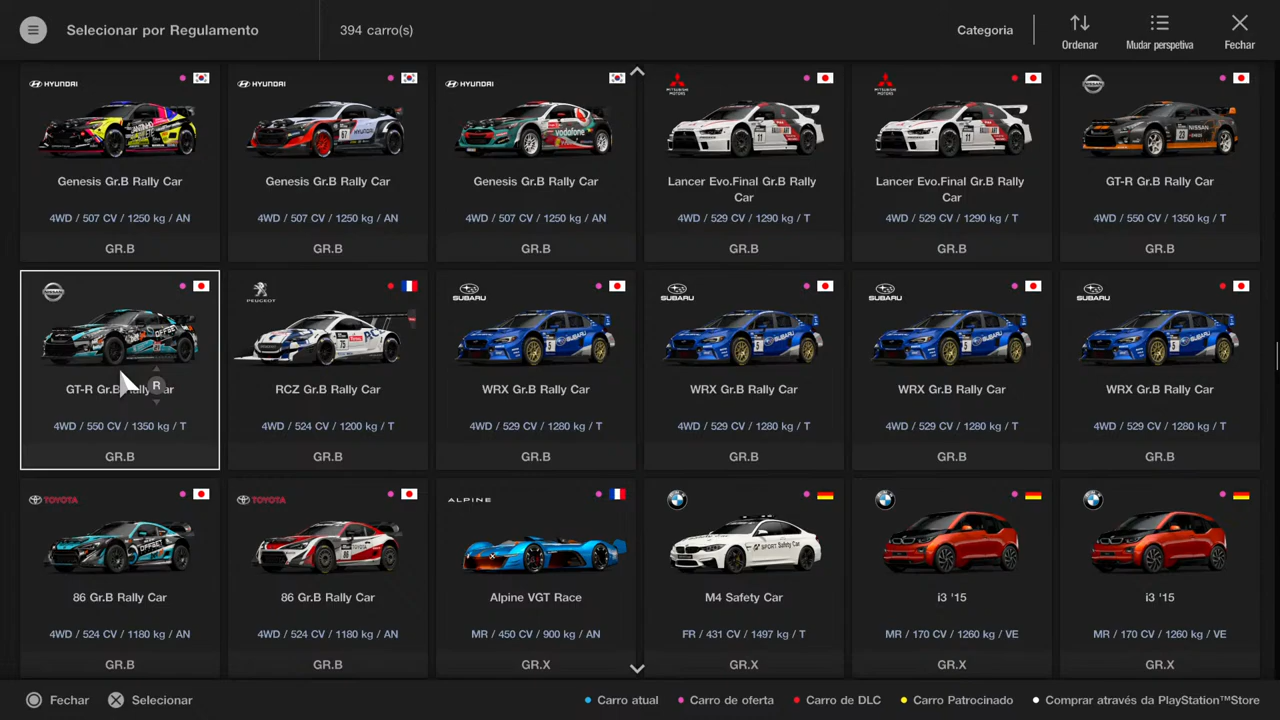 Selecionar por Regulamento
394 carro(s)
Categoria
Ordenar
Mudar perspetiva
Fechar
HYUNDAI
Genesis Gr.B Rally Car
4WD / 507 CV / 1250 kg / AN
GR.B
HYUNDAI
Genesis Gr.B Rally Car
4WD / 507 CV / 1250 kg / AN
GR.B
HYUNDAI
Genesis Gr.B Rally Car
4WD / 507 CV / 1250 kg / AN
GR.B
MITSUBISHI
MOTORS
Lancer Evo.Final Gr.B Rally
Car
4WD / 529 CV / 1290 kg / T
GR.B
MITSUBISHI
MOTORS
Lancer Evo.Final Gr.B Rally
Car
4WD / 529 CV / 1290 kg / T
GR.B
GT-R Gr.B Rally Car
4WD / 550 CV / 1350 kg / T
GR.B
GT-R Gr.B Rally Car
R
4WD / 550 CV / 1350 kg / T
GR.B
PEUGEOT
RCZ Gr.B Rally Car
4WD / 524 CV / 1200 kg / T
GR.B
SUBARU
WRX Gr.B Rally Car
4WD / 529 CV / 1280 kg / T
GR.B
SUBARU
WRX Gr.B Rally Car
4WD / 529 CV / 1280 kg / T
GR.B
SUBARU
WRX Gr.B Rally Car
4WD / 529 CV / 1280 kg / T
GR.B
SUBARU
WRX Gr.B Rally Car
4WD / 529 CV / 1280 kg / T
GR.B
TOYOTA
86 Gr.B Rally Car
4WD / 524 CV / 1180 kg / AN
GR.B
TOYOTA
86 Gr.B Rally Car
4WD / 524 CV / 1180 kg / AN
GR.B
ALPINE
Alpine VGT Race
MR / 450 CV / 900 kg / AN
GR.X
M4 Safety Car
FR / 431 CV / 1497 kg / T
GR.X
i3 '15
MR / 170 CV / 1260 kg / VE
GR.X
i3 '15
MR / 170 CV / 1260 kg / VE
GR.X
Fechar
Selecionar
Carro atual
Carro de oferta
Carro de DLC
Carro Patrocinado
Comprar através da PlayStation™Store